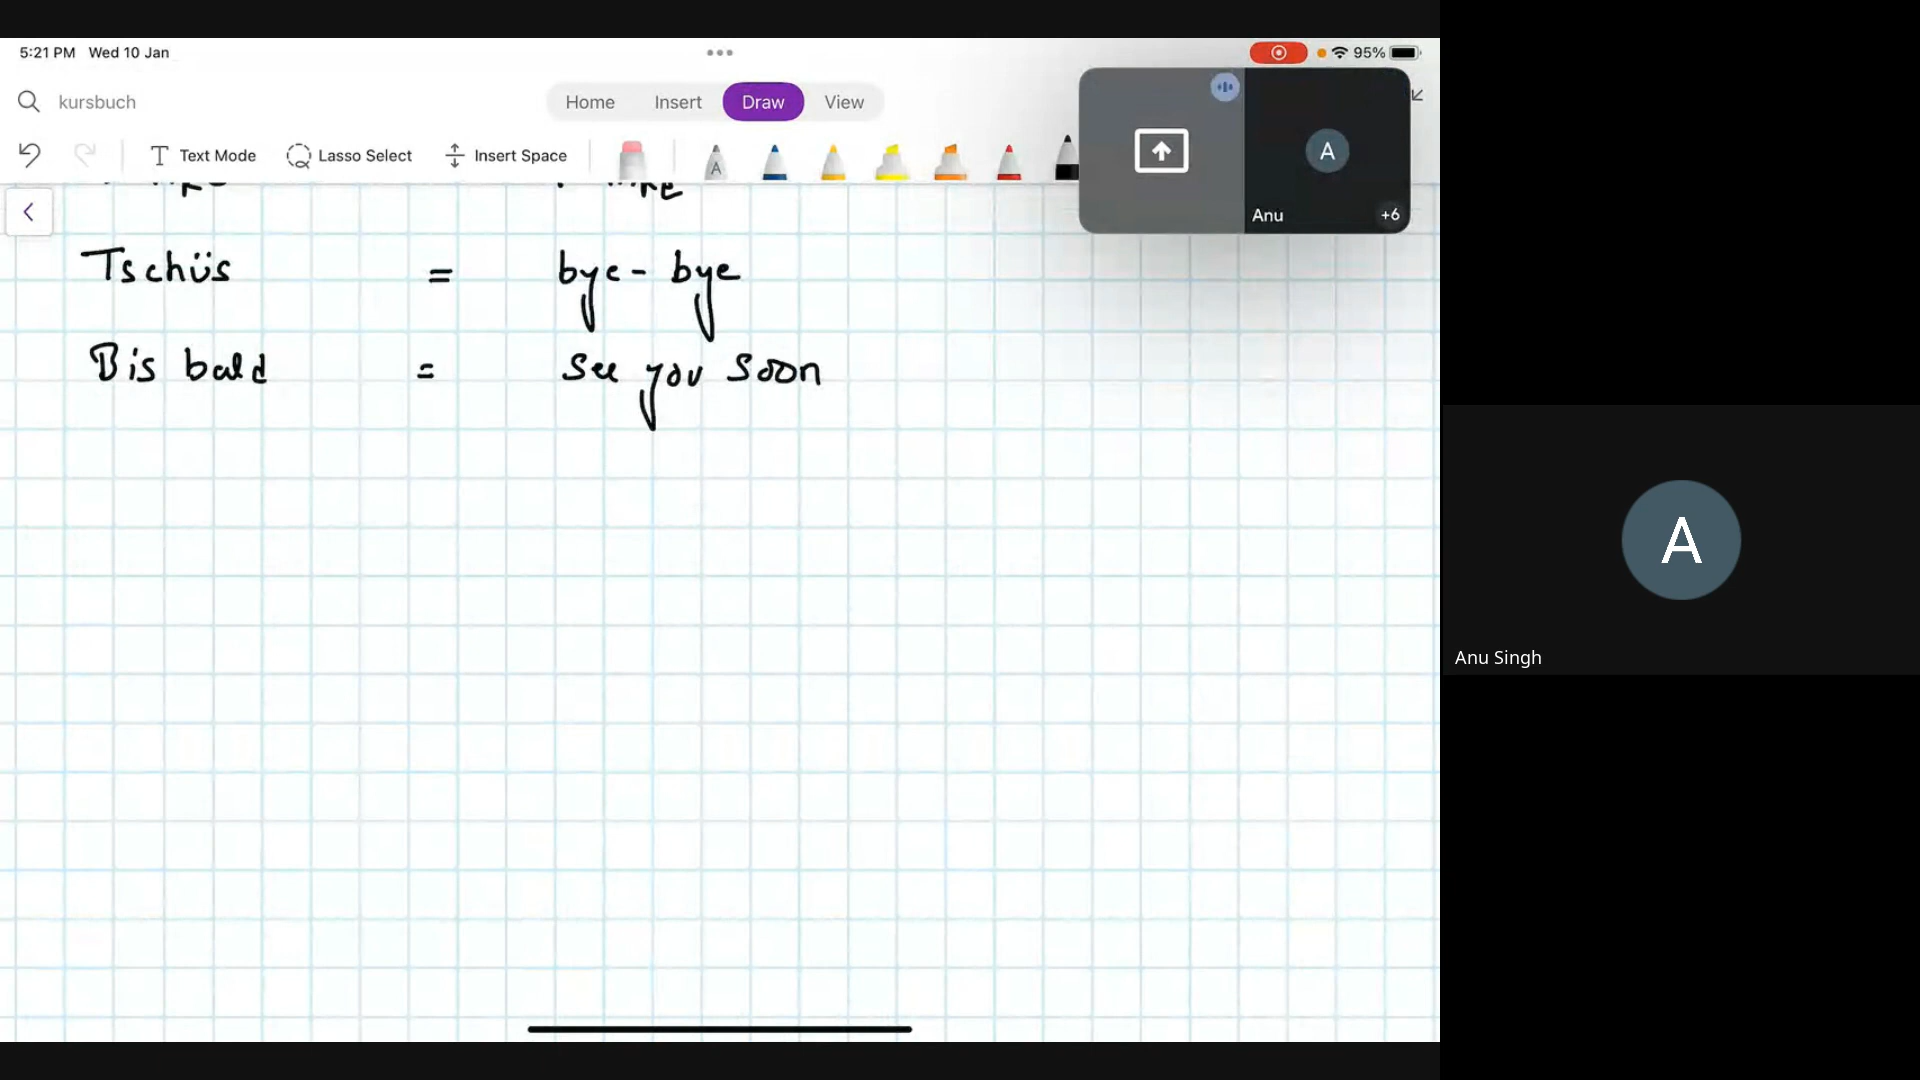 5:21 PM Wed 10 Jan
95%
kursbuch
Home Insert Draw View
Text Mode Lasso Select Insert Space
A
A
Anu +6
Tschüs = bye - bye
Bis bald = see you soon
A
Anu Singh